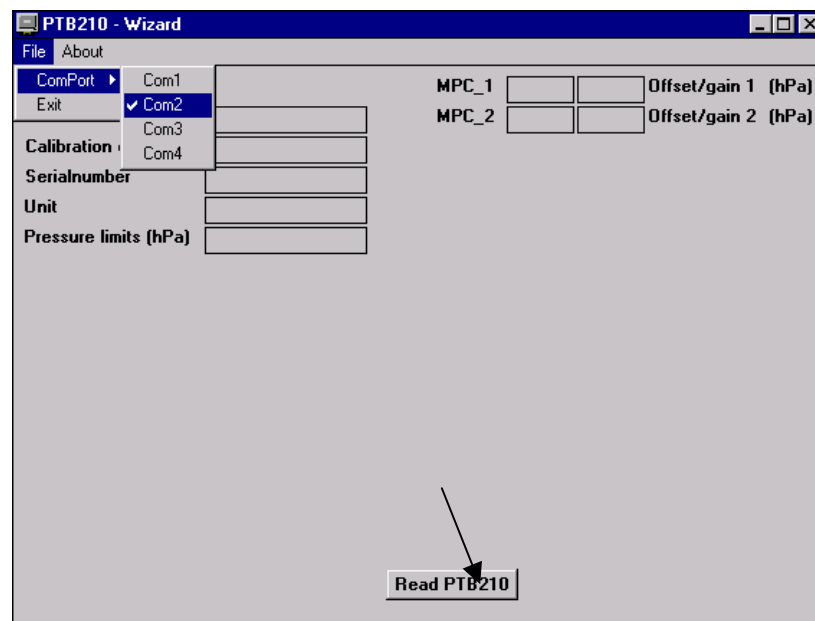 PTB210 - Wizard
File About
ComPort Com1
Exit Com2
Com3
Com4
MPC_1 Offset/gain 1 (hPa)
MPC_2 Offset/gain 2 (hPa)
Calibration
Serialnumber
Unit
Pressure limits (hPa)
Read PTB210